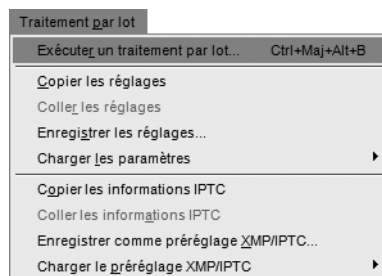 Traitement par lot
Exécuter un traitement par lot... Ctrl+Maj+Alt+B
Copier les réglages
Coller les réglages
Enregistrer les réglages...
Charger les paramètres
Copier les informations IPTC
Coller les informations IPTC
Enregistrer comme préréglage XMP/IPTC...
Charger le préréglage XMP/IPTC